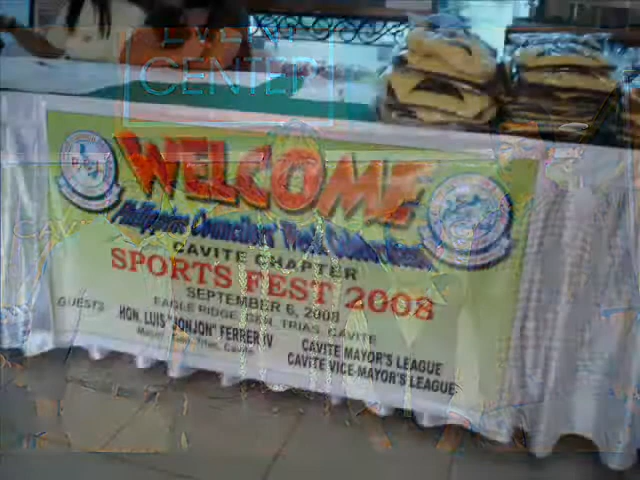 EVENT
CENTER
WELCOME
Philippine Councilors'
CAVITE CHAPTER
SPORTS FEST 2008
SEPTEMBER 6, 2008
EAGLE RIDGE, GEN. TRIAS, CAVITE
GUESTS
HON. LUIS "JONJON" FERRER IV
CAVITE MAYOR'S LEAGUE
CAVITE VICE-MAYOR'S LEAGUE